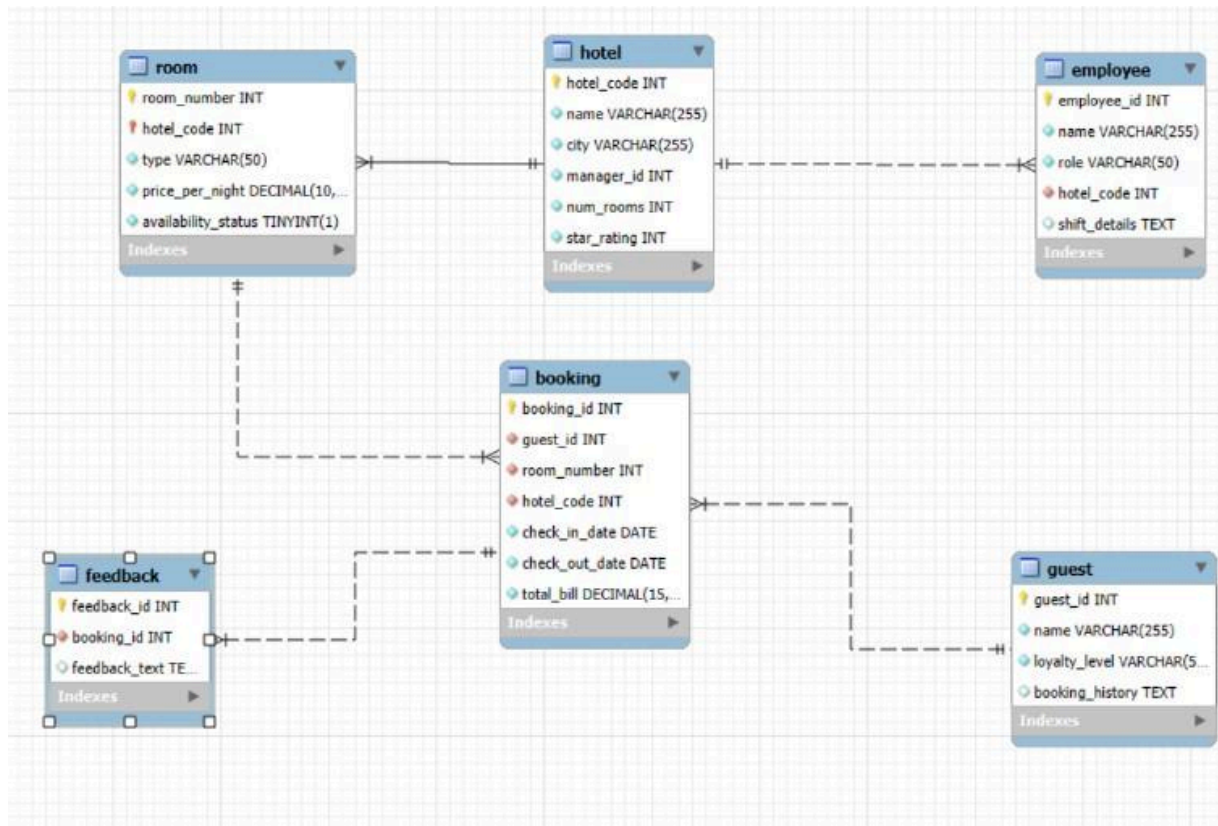 room
room_number INT
hotel_code INT
type VARCHAR(50)
price_per_night DECIMAL(10,...
availability_status TINYINT(1)
Indexes
hotel
hotel_code INT
name VARCHAR(255)
city VARCHAR(255)
manager_id INT
num_rooms INT
star_rating INT
Indexes
employee
employee_id INT
name VARCHAR(255)
role VARCHAR(50)
hotel_code INT
shift_details TEXT
Indexes
booking
booking_id INT
guest_id INT
room_number INT
hotel_code INT
check_in_date DATE
check_out_date DATE
total_bill DECIMAL(15,...
Indexes
feedback
feedback_id INT
booking_id INT
feedback_text TE...
Indexes
guest
guest_id INT
name VARCHAR(255)
loyalty_level VARCHAR(5...
booking_history TEXT
Indexes